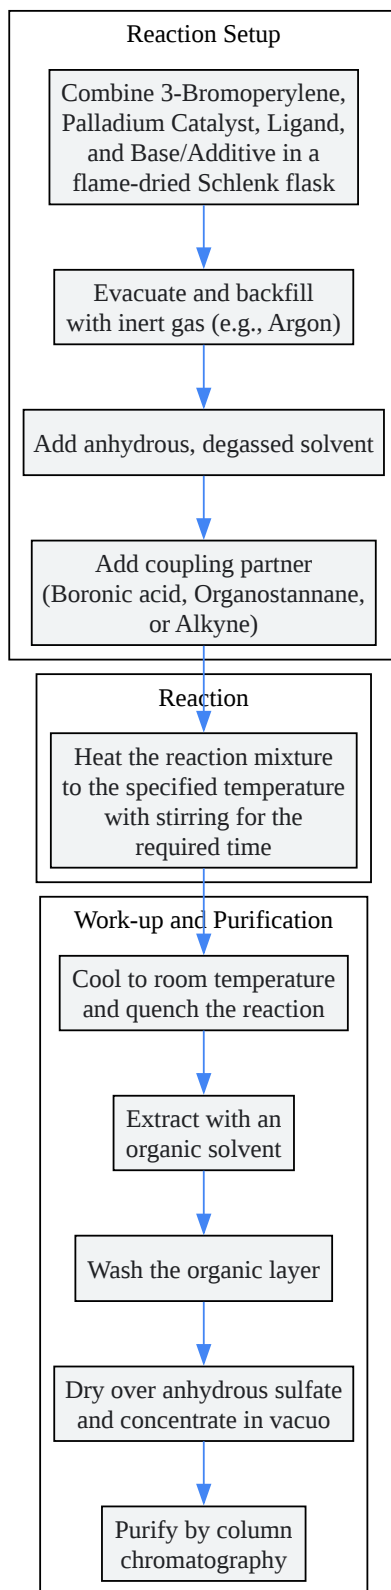 Reaction Setup
Combine 3-Bromoperylene,
Palladium Catalyst, Ligand,
and Base/Additive in a
flame-dried Schlenk flask
Evacuate and backfill
with inert gas (e.g., Argon)
Add anhydrous, degassed solvent
Add coupling partner
(Boronic acid, Organostannane,
or Alkyne)
Reaction
Heat the reaction mixture
to the specified temperature
with stirring for the
required time
Work-up and Purification
Cool to room temperature
and quench the reaction
Extract with an
organic solvent
Wash the organic layer
Dry over anhydrous sulfate
and concentrate in vacuo
Purify by column
chromatography